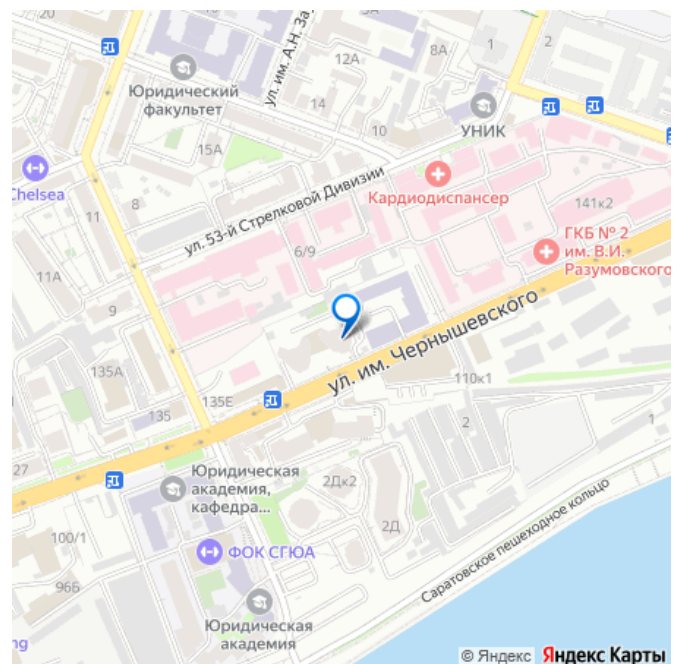 ул. им. А.Н. За
12А
8А
1
2
Юридический
факультет
14
10
УНИК
15А
Chelsea
Кардиодиспансер
ул. 53-й Стрелковой Дивизии
141к2
11
8
6/9
ГКБ № 2
им. В.И.
Разумовского
11А
9
ул. им. Чернышевского
135А
135Е
110к1
135
2
1
27
Юридическая
академия,
кафедра...
2Дк2
2Д
100/1
ФОК СГЮА
96Б
Саратовское пешеходное кольцо
Юридическая
академия
ng
© Яндекс Яндекс Карты